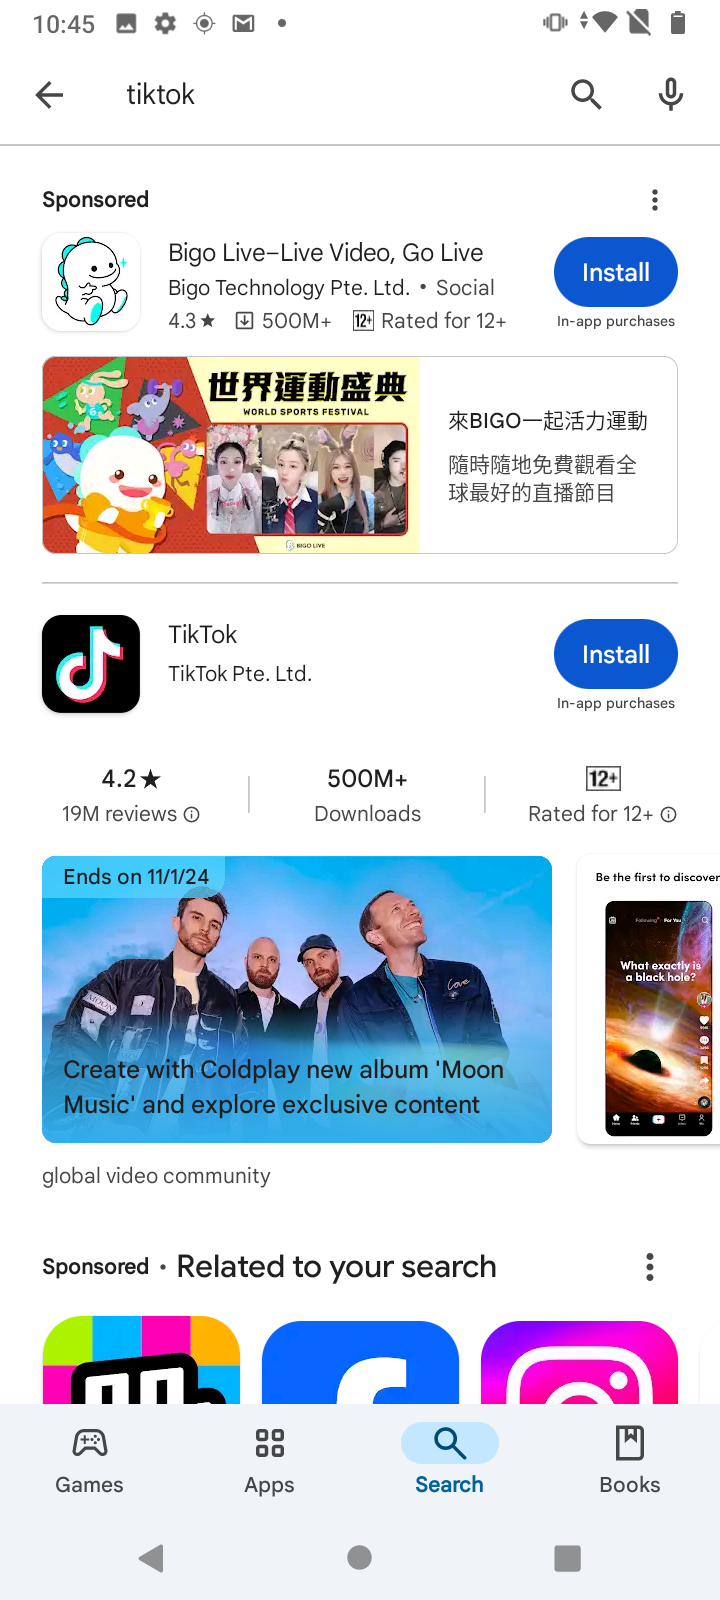 10:45
tiktok
Sponsored
Bigo Live–Live Video, Go Live
Bigo Technology Pte. Ltd. • Social
4.3★ 500M+ 12+ Rated for 12+
Install
In-app purchases
世界運動盛典
WORLD SPORTS FESTIVAL
BIGO LIVE
來BIGO一起活力運動
隨時隨地免費觀看全
球最好的直播節目
TikTok
TikTok Pte. Ltd.
Install
In-app purchases
4.2★
19M reviews
500M+
Downloads
12+
Rated for 12+
Ends on 11/1/24
Create with Coldplay new album 'Moon
Music' and explore exclusive content
Be the first to discover
Following
For You
What exactly is
a black hole?
global video community
Sponsored • Related to your search
Games
Apps
Search
Books